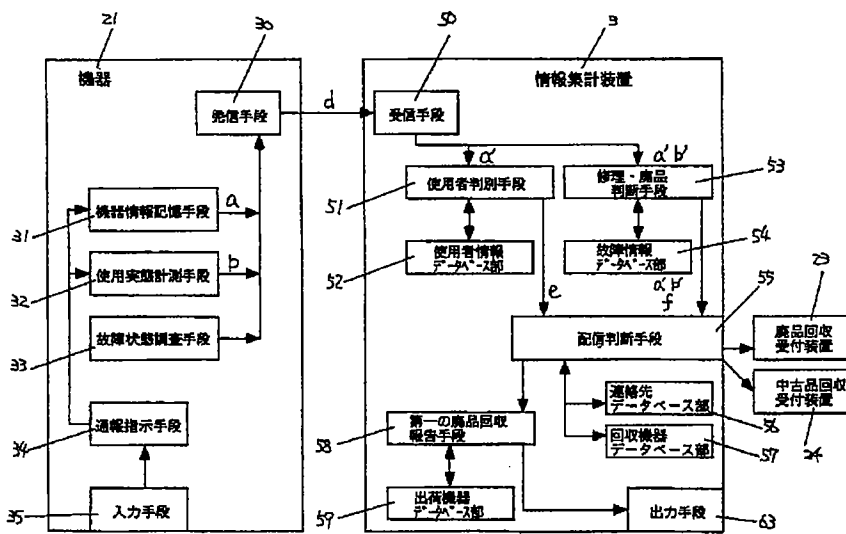 21
30
50
3
機器
情報集計装置
発信手段
d
受信手段
a'
a'b'
53
51
使用者判別手段
修理・廃品
判断手段
機器情報記憶手段
a
31
54
使用者情報
データベース部
52
故障情報
データベース部
23
使用実態計測手段
b
32
e
a'b'
f
55
故障状態調査手段
33
配信判断手段
廃品回収
受付装置
連絡先
データベース部
56
中古品回収
受付装置
24
通報指示手段
34
第一の廃品回収
報告手段
58
回収機器
データベース部
57
入力手段
35
出荷機器
データベース部
59
出力手段
63